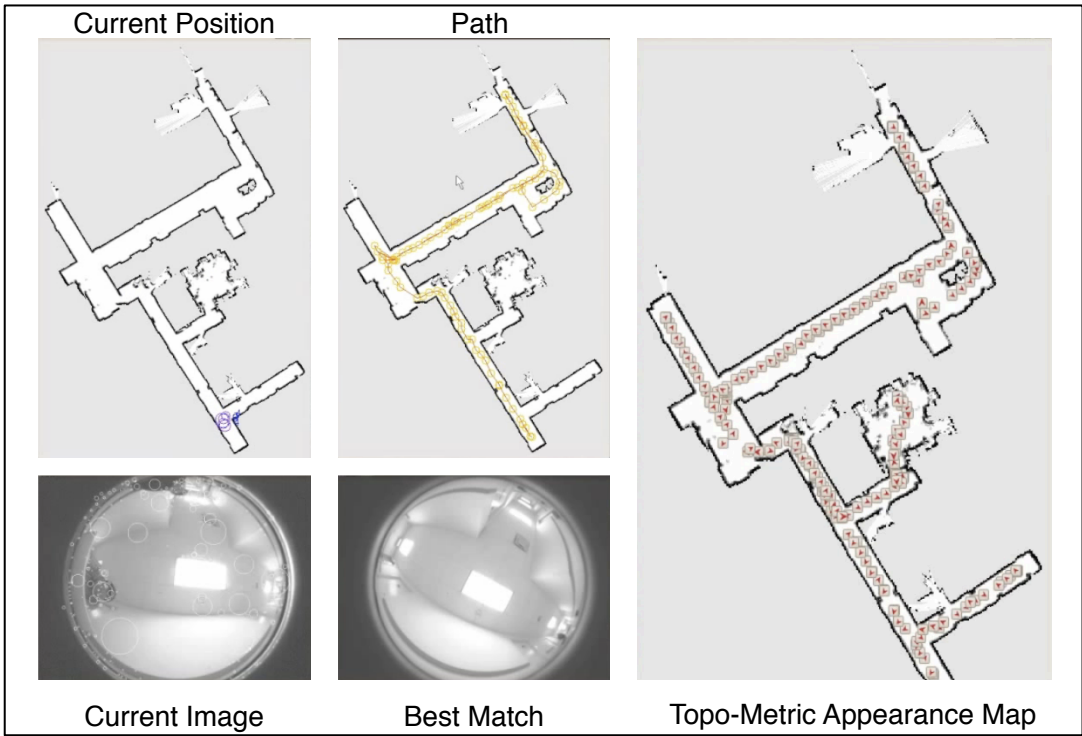 Current Position
Path
Current Image
Best Match
Topo-Metric Appearance Map